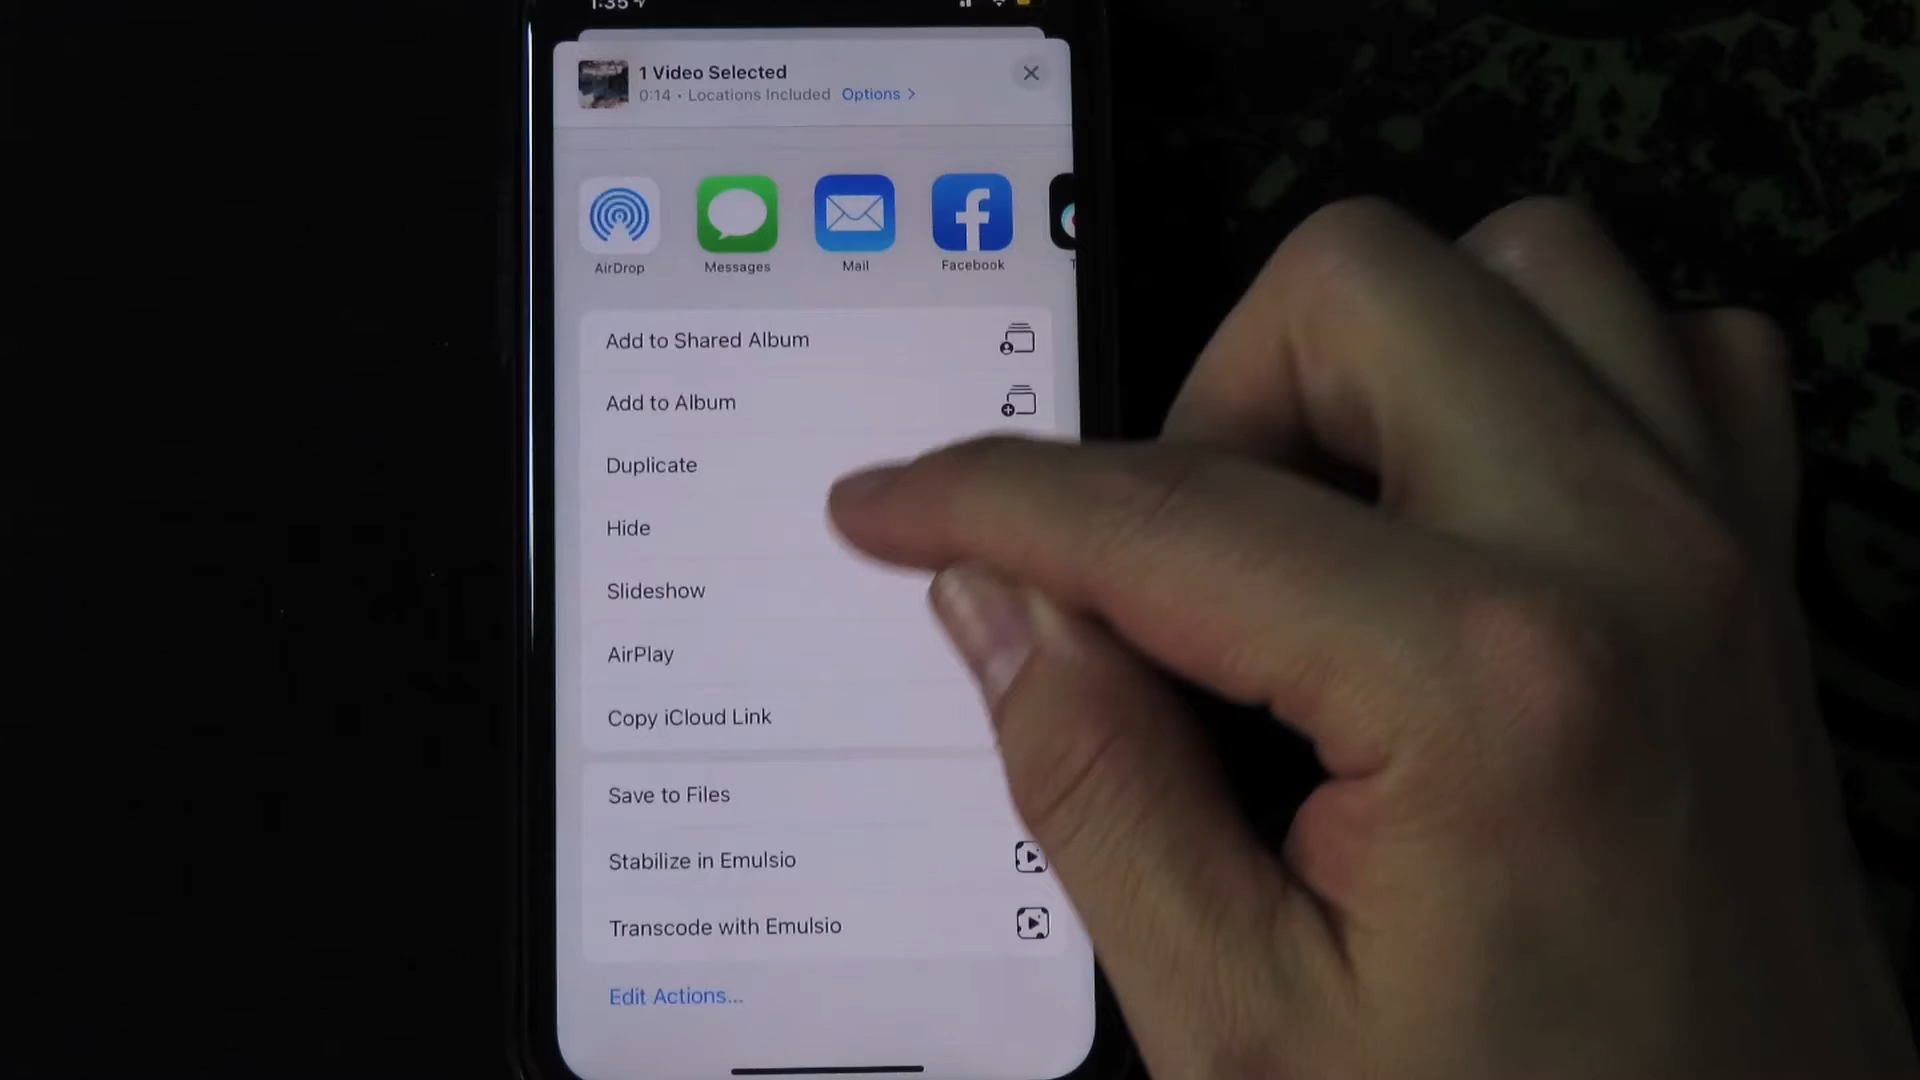 1:35
1 Video Selected
0:14 • Locations Included Options >
AirDrop
Messages
Mail
Facebook
Add to Shared Album
Add to Album
Duplicate
Hide
Slideshow
AirPlay
Copy iCloud Link
Save to Files
Stabilize in Emulsio
Transcode with Emulsio
Edit Actions...